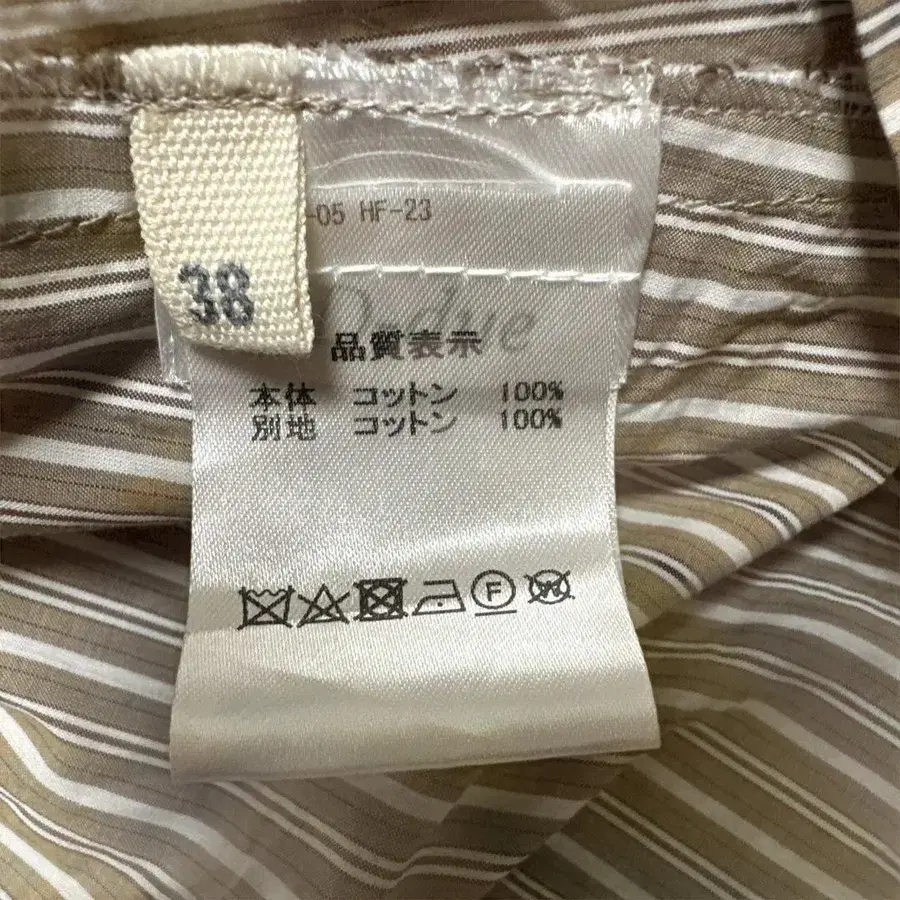 -05 HF-23
38
品質表示
本体 コットン 100%
別地 コットン 100%
F
W